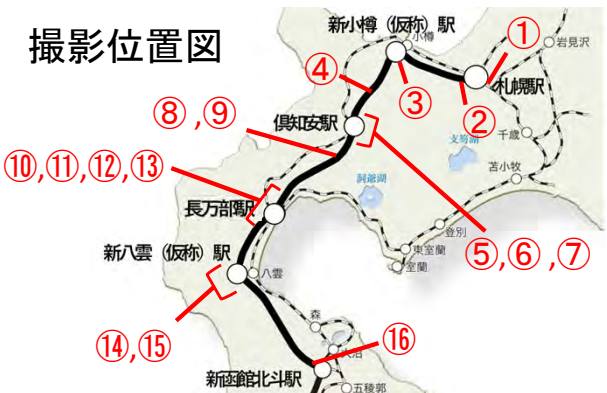 撮影位置図
新小樽（仮称）駅
小樽
①
岩見沢
札幌駅
④
③
②
⑧,⑨
倶知安駅
支笏湖
千歳
⑩,⑪,⑫,⑬
洞爺湖
苫小牧
長万部駅
登別
東室蘭
⑤,⑥,⑦
新八雲（仮称）駅
室蘭
八雲
⑭,⑮
森
⑯
大沼
新函館北斗駅
五稜郭